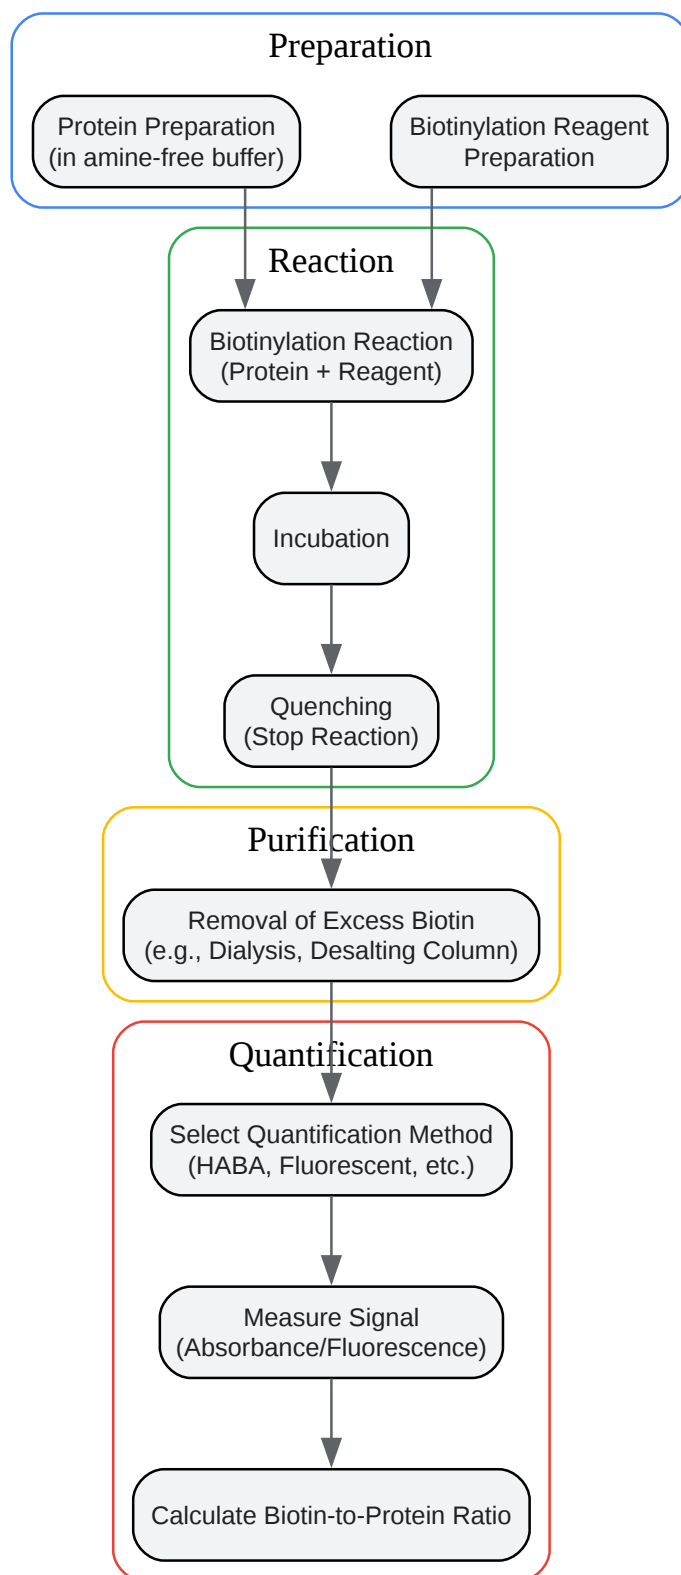 Preparation
Protein Preparation
(in amine-free buffer)
Biotinylation Reagent
Preparation
Reaction
Biotinylation Reaction
(Protein + Reagent)
Incubation
Quenching
(Stop Reaction)
Purification
Removal of Excess Biotin
(e.g., Dialysis, Desalting Column)
Quantification
Select Quantification Method
(HABA, Fluorescent, etc.)
Measure Signal
(Absorbance/Fluorescence)
Calculate Biotin-to-Protein Ratio